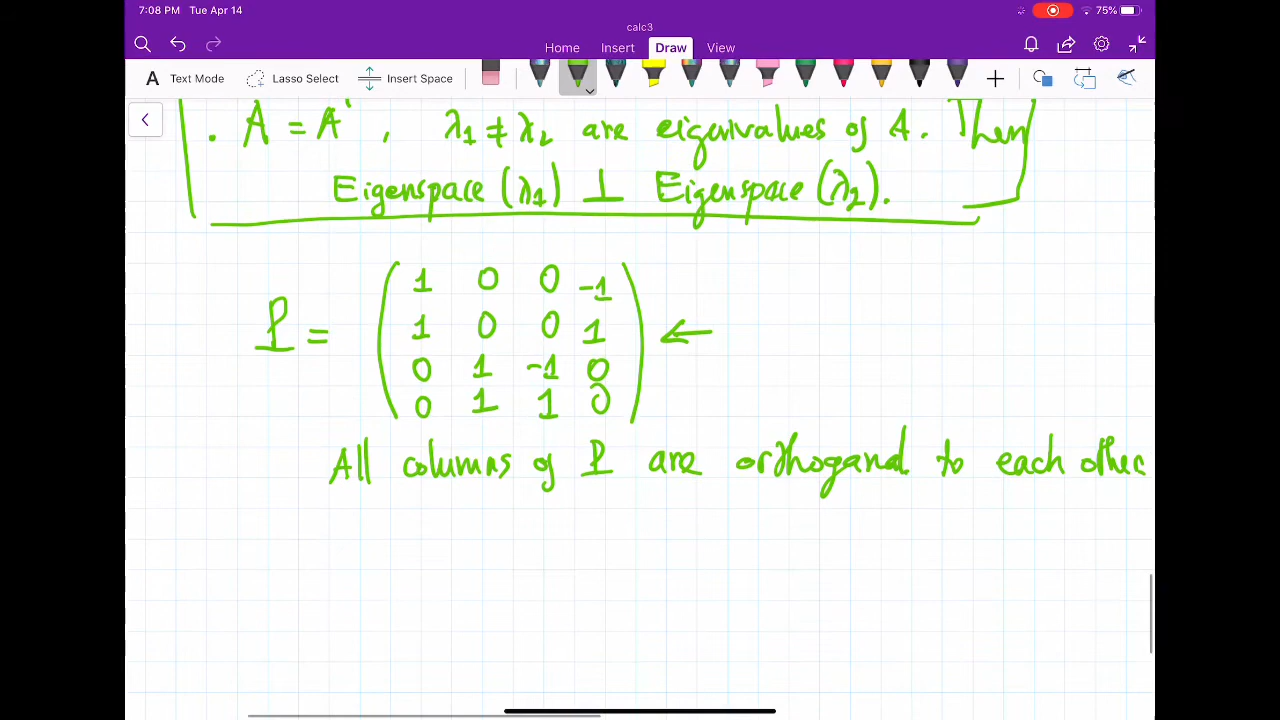 7:08 PM Tue Apr 14
75%
calc3
Home Insert Draw View
A Text Mode Lasso Select Insert Space
. A = Aᵗ , λ1 ≠ λ2 are eigenvalues of A. Then
Eigenspace (λ1) ⊥ Eigenspace (λ2).
P = ( 1 0 0 -1
1 0 0 1
0 1 -1 0
0 1 1 0 ) ←
All columns of P are orthogonal to each other